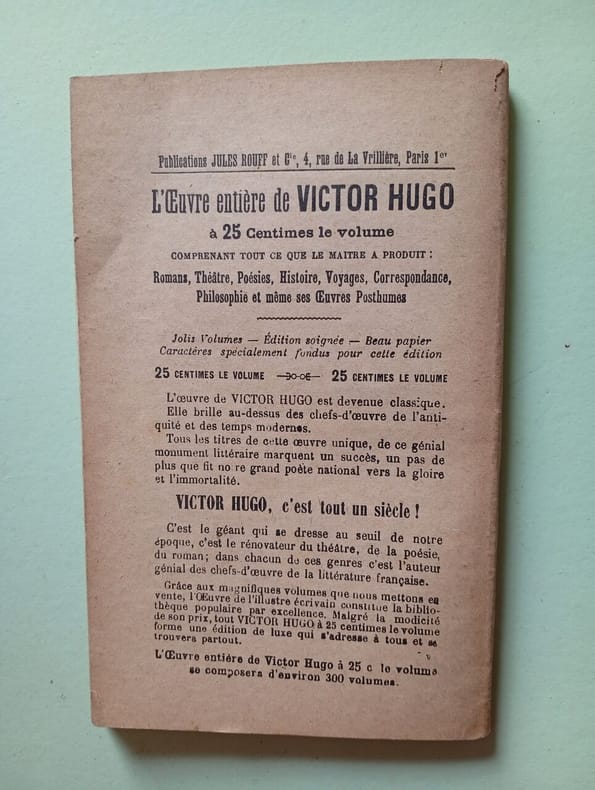 Publications JULES ROUFF et Cie, 4, rue de La Vrillière, Paris 1er
L'Œuvre entière de VICTOR HUGO
à 25 Centimes le volume
COMPRENANT TOUT CE QUE LE MAITRE A PRODUIT :
Romans, Théâtre, Poésies, Histoire, Voyages, Correspondance,
Philosophie et même ses Œuvres Posthumes
Jolis Volumes — Édition soignée — Beau papier
Caractères spécialement fondus pour cette édition
25 CENTIMES LE VOLUME 25 CENTIMES LE VOLUME
L'œuvre de VICTOR HUGO est devenue classique.
Elle brille au-dessus des chefs-d'œuvre de l'anti-
quité et des temps modernes.
Tous les titres de cette œuvre unique, de ce génial
monument littéraire marquent un succès, un pas de
plus que fit no re grand poète national vers la gloire
et l'immortalité.
VICTOR HUGO, c'est tout un siècle !
C'est le géant qui se dresse au seuil de notre
époque, c'est le rénovateur du théâtre, de la poésie,
du roman; dans chacun de ces genres c'est l'auteur
génial des chefs-d'œuvre de la littérature française.
Grâce aux magnifiques volumes que nous mettons en
vente, l'Œuvre de l'illustre écrivain constitue la biblio-
thèque populaire par excellence. Malgré la modicité
de son prix, tout VICTOR HUGO à 25 centimes le volume
forme une édition de luxe qui s'adresse à tous et se
trouvera partout.
L'Œuvre entière de Victor Hugo à 25 c le volume
se composera d'environ 300 volumes.